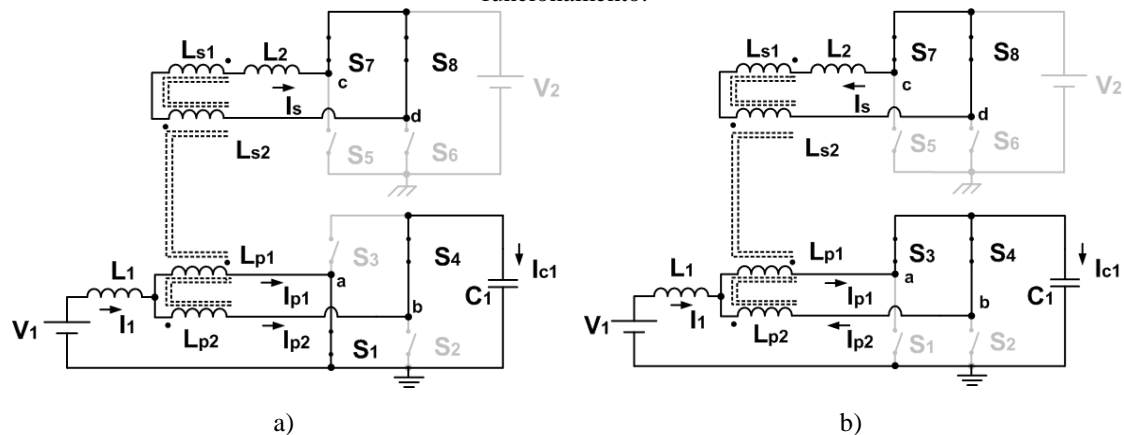 funcionamento.
Ls1 L2 S7 S8 V2
Is c d
Ls2 S5 S6
Lp1 S3 S4 Ic1
L1 a C1
V1 I1 Ip1 b
Lp2 Ip2 S1 S2
a)
Ls1 L2 S7 S8 V2
Is c d
Ls2 S5 S6
Lp1 S3 S4 Ic1
L1 a C1
V1 I1 Ip1 b
Lp2 Ip2 S1 S2
b)